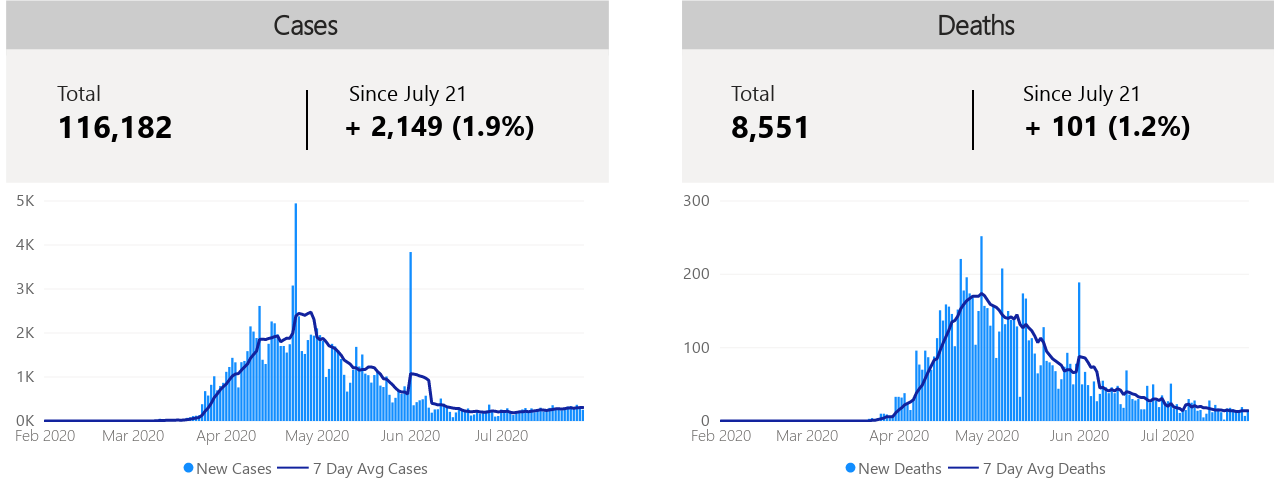 Cases
Total
116,182
Since July 21
+ 2,149 (1.9%)
5K
4K
3K
2K
1K
0K
Feb 2020 Mar 2020 Apr 2020 May 2020 Jun 2020 Jul 2020
New Cases 7 Day Avg Cases
Deaths
Total
8,551
Since July 21
+ 101 (1.2%)
300
200
100
0
Feb 2020 Mar 2020 Apr 2020 May 2020 Jun 2020 Jul 2020
New Deaths 7 Day Avg Deaths